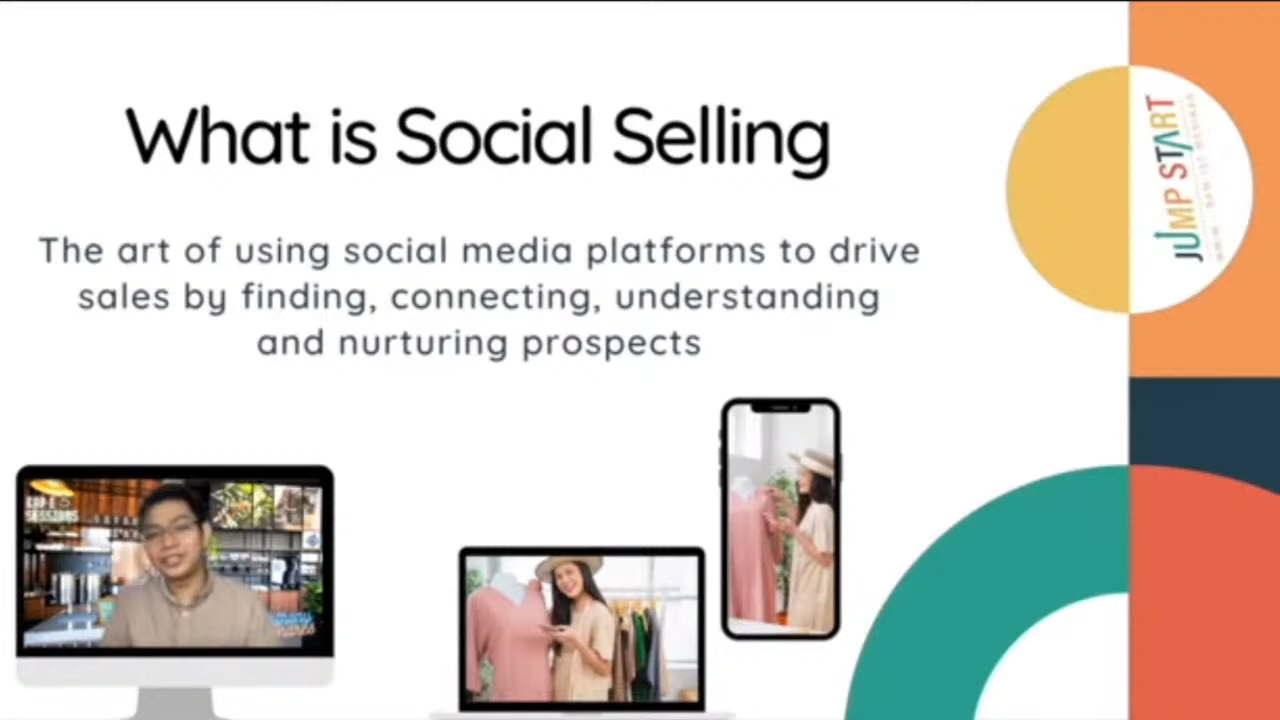 What is Social Selling
The art of using social media platforms to drive
sales by finding, connecting, understanding
and nurturing prospects
JUMP START
SESSIONS